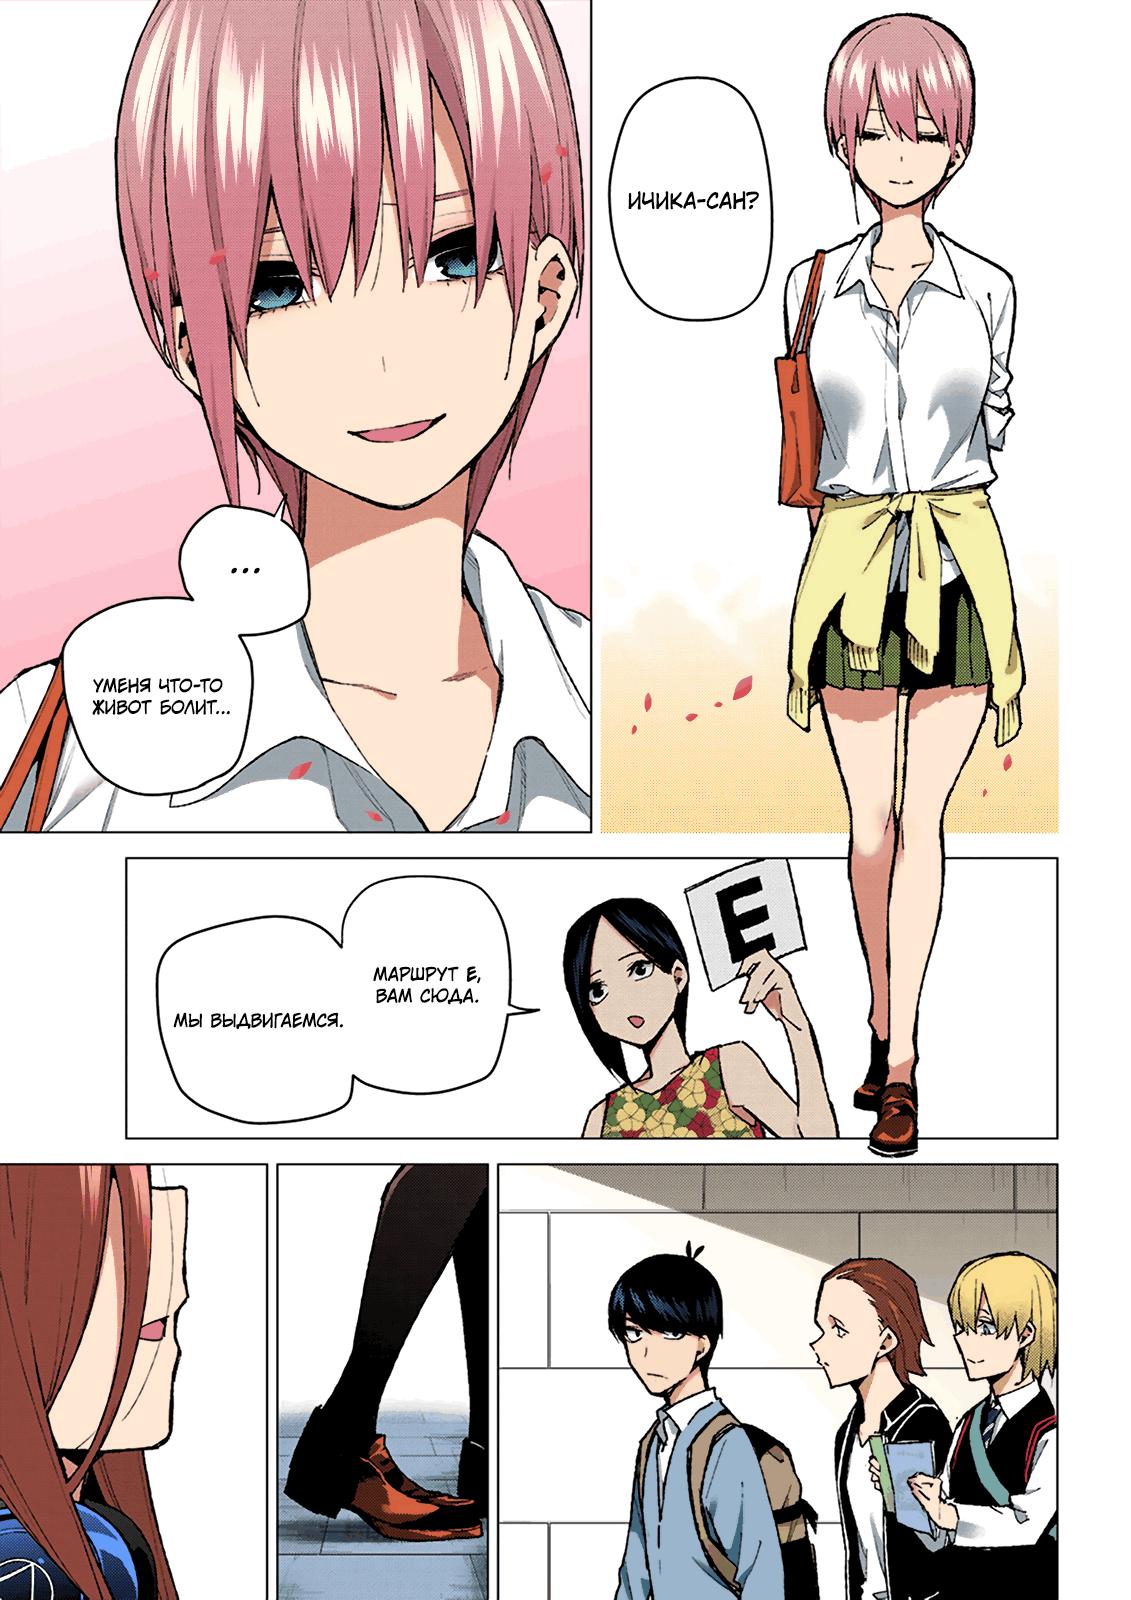 ИЧИКА-САН?
...
УМЕНЯ ЧТО-ТО
ЖИВОТ БОЛИТ...
E
МАРШРУТ Е,
ВАМ СЮДА.
МЫ ВЫДВИГАЕМСЯ.